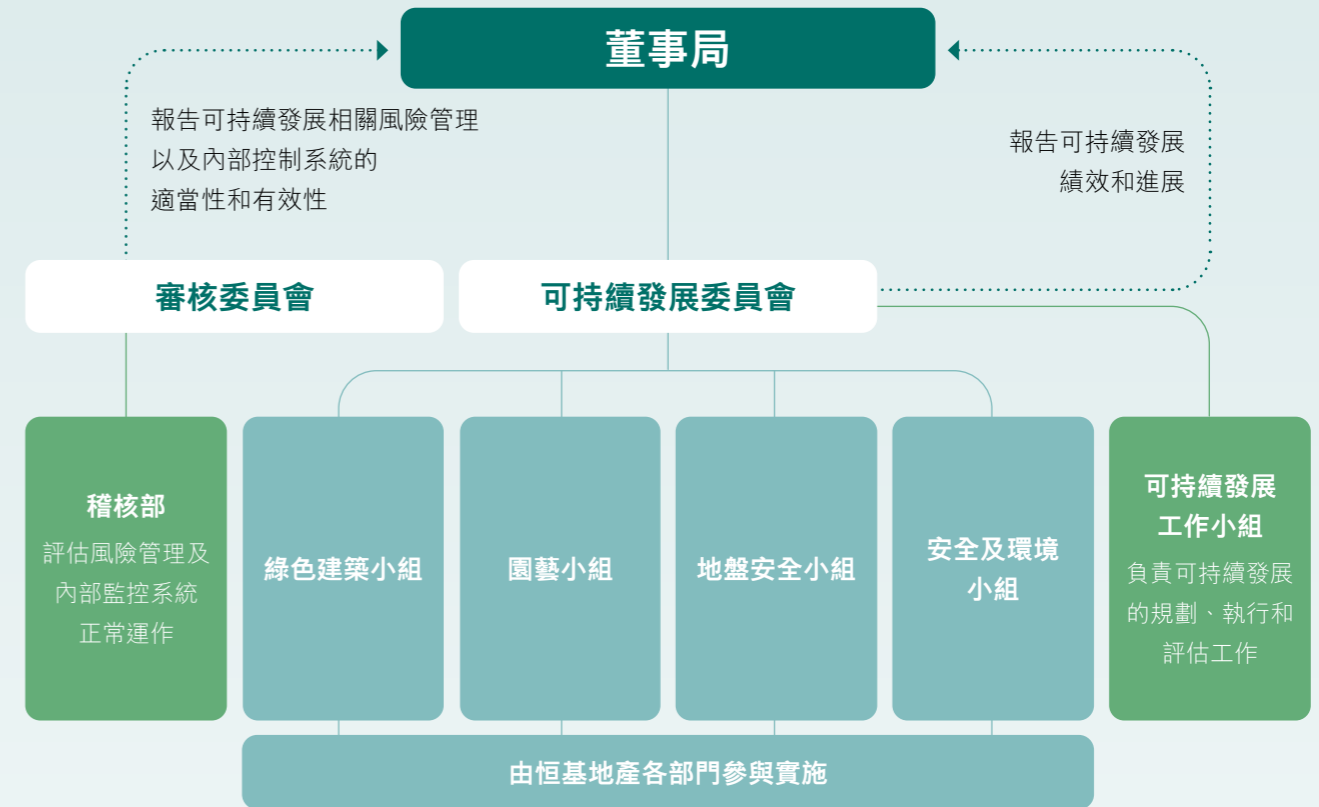 董事局
報告可持續發展相關風險管理
以及內部控制系統的
適當性和有效性
報告可持續發展
績效和進展
審核委員會
可持續發展委員會
稽核部
評估風險管理及
內部監控系統
正常運作
綠色建築小組
園藝小組
地盤安全小組
安全及環境
小組
可持續發展
工作小組
負責可持續發展
的規劃、執行和
評估工作
由恒基地產各部門參與實施